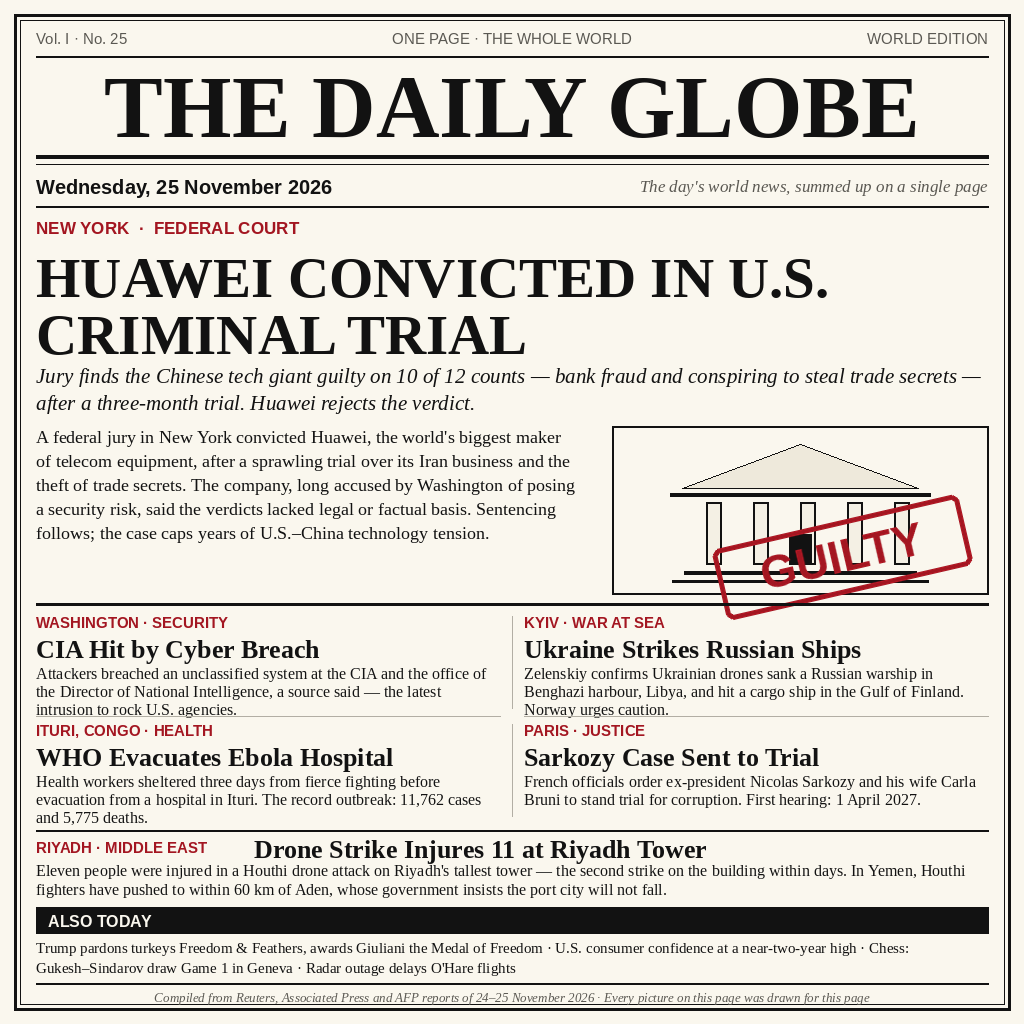 Vol. I · No. 25
ONE PAGE · THE WHOLE WORLD
WORLD EDITION
THE DAILY GLOBE
Wednesday, 25 November 2026
The day's world news, summed up on a single page
NEW YORK · FEDERAL COURT
HUAWEI CONVICTED IN U.S.
CRIMINAL TRIAL
Jury finds the Chinese tech giant guilty on 10 of 12 counts — bank fraud and conspiring to steal trade secrets —
after a three-month trial. Huawei rejects the verdict.
A federal jury in New York convicted Huawei, the world's biggest maker
of telecom equipment, after a sprawling trial over its Iran business and the
theft of trade secrets. The company, long accused by Washington of posing
a security risk, said the verdicts lacked legal or factual basis. Sentencing
follows; the case caps years of U.S.–China technology tension.
GUILTY
WASHINGTON · SECURITY
CIA Hit by Cyber Breach
Attackers breached an unclassified system at the CIA and the office of
the Director of National Intelligence, a source said — the latest
intrusion to rock U.S. agencies.
KYIV · WAR AT SEA
Ukraine Strikes Russian Ships
Zelenskiy confirms Ukrainian drones sank a Russian warship in
Benghazi harbour, Libya, and hit a cargo ship in the Gulf of Finland.
Norway urges caution.
ITURI, CONGO · HEALTH
WHO Evacuates Ebola Hospital
Health workers sheltered three days from fierce fighting before
evacuation from a hospital in Ituri. The record outbreak: 11,762 cases
and 5,775 deaths.
PARIS · JUSTICE
Sarkozy Case Sent to Trial
French officials order ex-president Nicolas Sarkozy and his wife Carla
Bruni to stand trial for corruption. First hearing: 1 April 2027.
RIYADH · MIDDLE EAST
Drone Strike Injures 11 at Riyadh Tower
Eleven people were injured in a Houthi drone attack on Riyadh's tallest tower — the second strike on the building within days. In Yemen, Houthi
fighters have pushed to within 60 km of Aden, whose government insists the port city will not fall.
ALSO TODAY
Trump pardons turkeys Freedom & Feathers, awards Giuliani the Medal of Freedom · U.S. consumer confidence at a near-two-year high · Chess:
Gukesh–Sindarov draw Game 1 in Geneva · Radar outage delays O'Hare flights
Compiled from Reuters, Associated Press and AFP reports of 24–25 November 2026 · Every picture on this page was drawn for this page